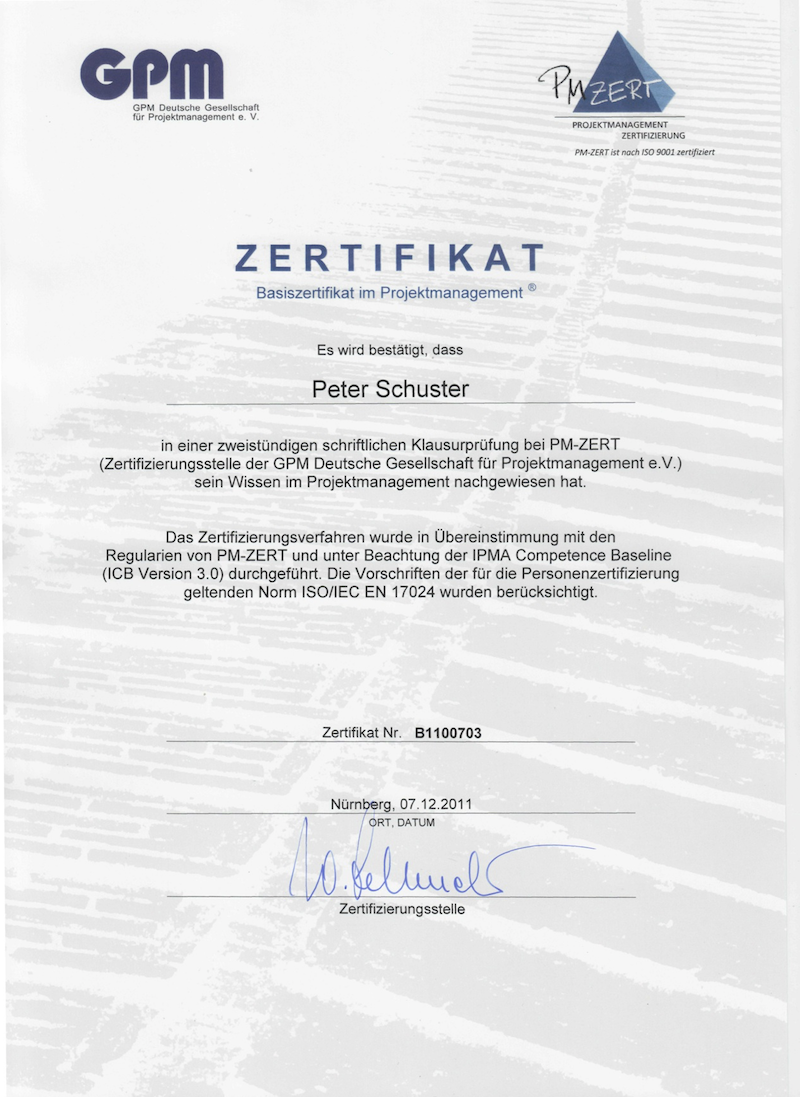 GPM
GPM Deutsche Gesellschaft
für Projektmanagement e. V.
PM ZERT
PROJEKTMANAGEMENT
ZERTIFIZIERUNG
PM-ZERT ist nach ISO 9001 zertifiziert
ZERTIFIKAT
Basiszertifikat im Projektmanagement ®
Es wird bestätigt, dass
Peter Schuster
in einer zweistündigen schriftlichen Klausurprüfung bei PM-ZERT
(Zertifizierungsstelle der GPM Deutsche Gesellschaft für Projektmanagement e.V.)
sein Wissen im Projektmanagement nachgewiesen hat.
Das Zertifizierungsverfahren wurde in Übereinstimmung mit den
Regularien von PM-ZERT und unter Beachtung der IPMA Competence Baseline
(ICB Version 3.0) durchgeführt. Die Vorschriften der für die Personenzertifizierung
geltenden Norm ISO/IEC EN 17024 wurden berücksichtigt.
Zertifikat Nr. B1100703
Nürnberg, 07.12.2011
ORT, DATUM
Zertifizierungsstelle